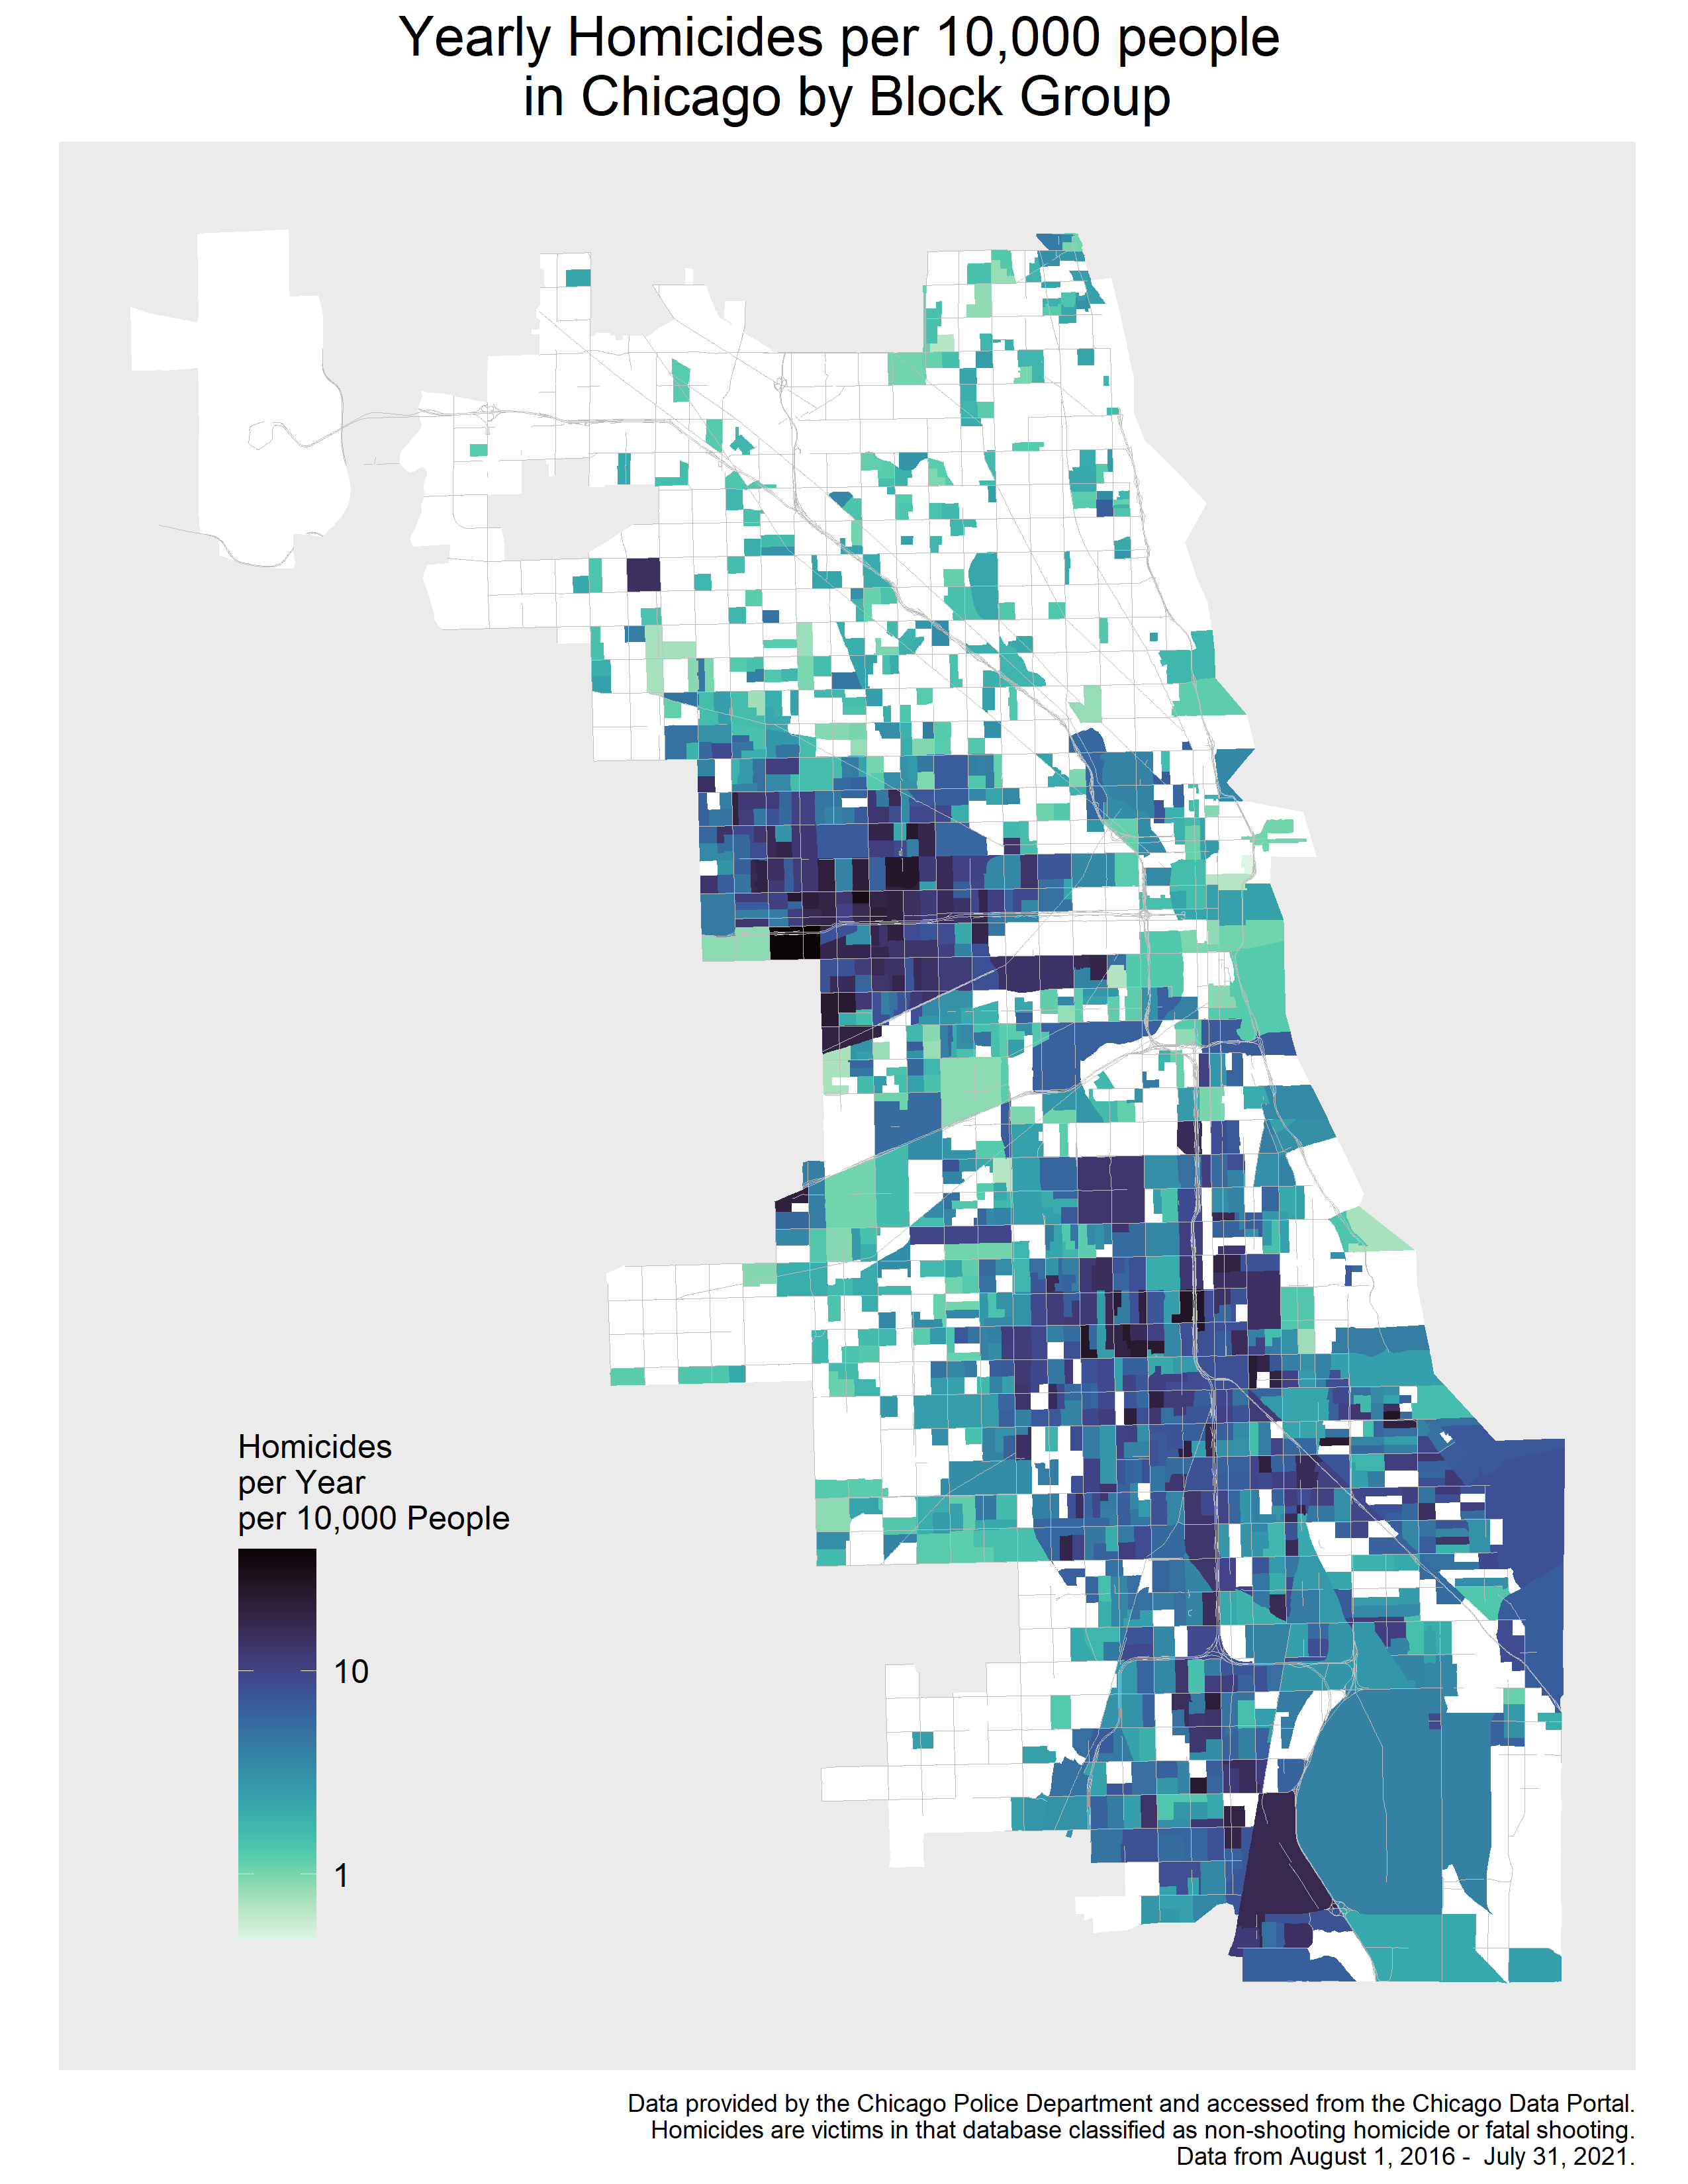 Yearly Homicides per 10,000 people
in Chicago by Block Group
Homicides
per Year
per 10,000 People
10
1
Data provided by the Chicago Police Department and accessed from the Chicago Data Portal.
Homicides are victims in that database classified as non-shooting homicide or fatal shooting.
Data from August 1, 2016 -  July 31, 2021.